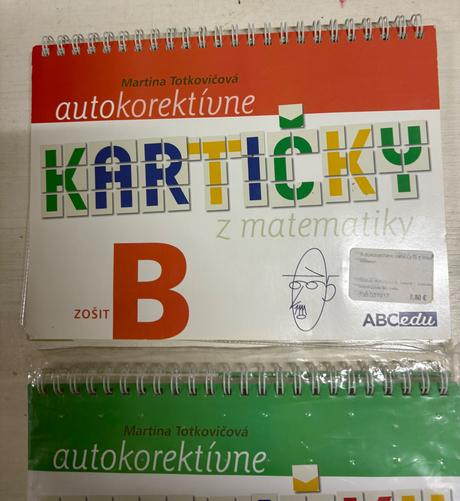 Martina Totkovičová
autokorektívne
KARTIČKY
z matematiky
ZOŠIT B
ABCedu
Martina Totkovičová
autokorektívne